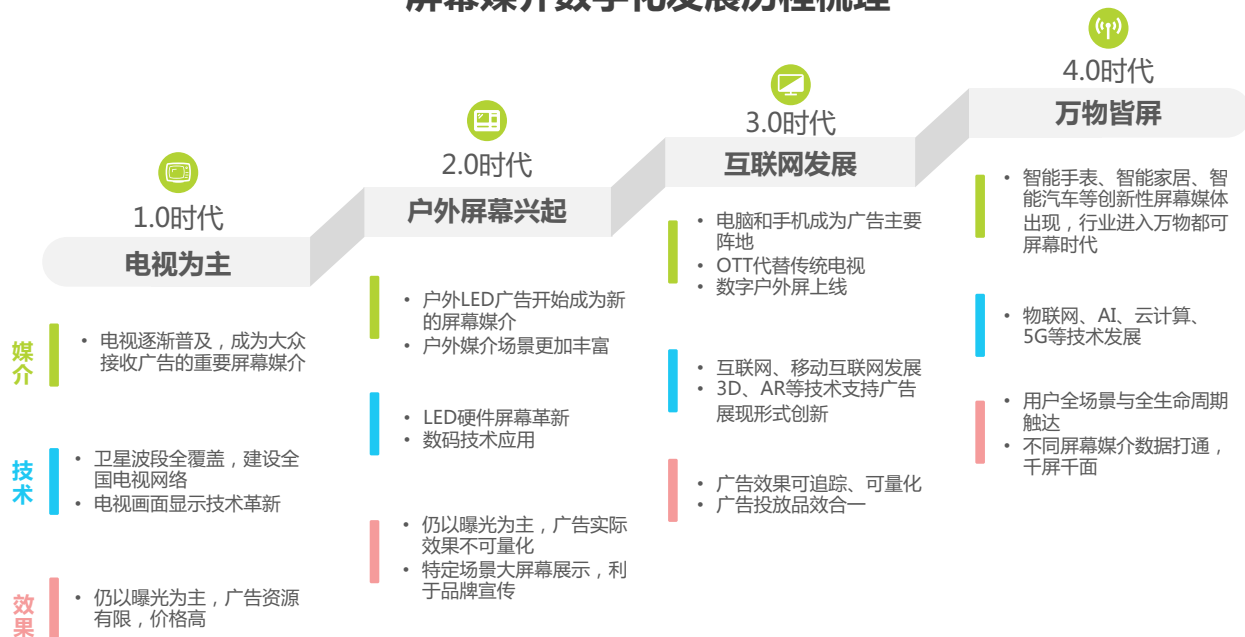 屏幕媒介数字化发展历程梳理
1.0时代
电视为主
媒介
• 电视逐渐普及，成为大众
接收广告的重要屏幕媒介
技术
• 卫星波段全覆盖，建设全
国电视网络
• 电视画面显示技术革新
效果
• 仍以曝光为主，广告资源
有限，价格高
2.0时代
户外屏幕兴起
• 户外LED广告开始成为新
的屏幕媒介
• 户外媒介场景更加丰富
• LED硬件屏幕革新
• 数码技术应用
• 仍以曝光为主，广告实际
效果不可量化
• 特定场景大屏幕展示，利
于品牌宣传
3.0时代
互联网发展
• 电脑和手机成为广告主要
阵地
• OTT代替传统电视
• 数字户外屏上线
• 互联网、移动互联网发展
• 3D、AR等技术支持广告
展现形式创新
• 广告效果可追踪、可量化
• 广告投放品效合一
4.0时代
万物皆屏
• 智能手表、智能家居、智
能汽车等创新性屏幕媒体
出现，行业进入万物都可
屏幕时代
• 物联网、AI、云计算、
5G等技术发展
• 用户全场景与全生命周期
触达
• 不同屏幕媒介数据打通，
千屏千面